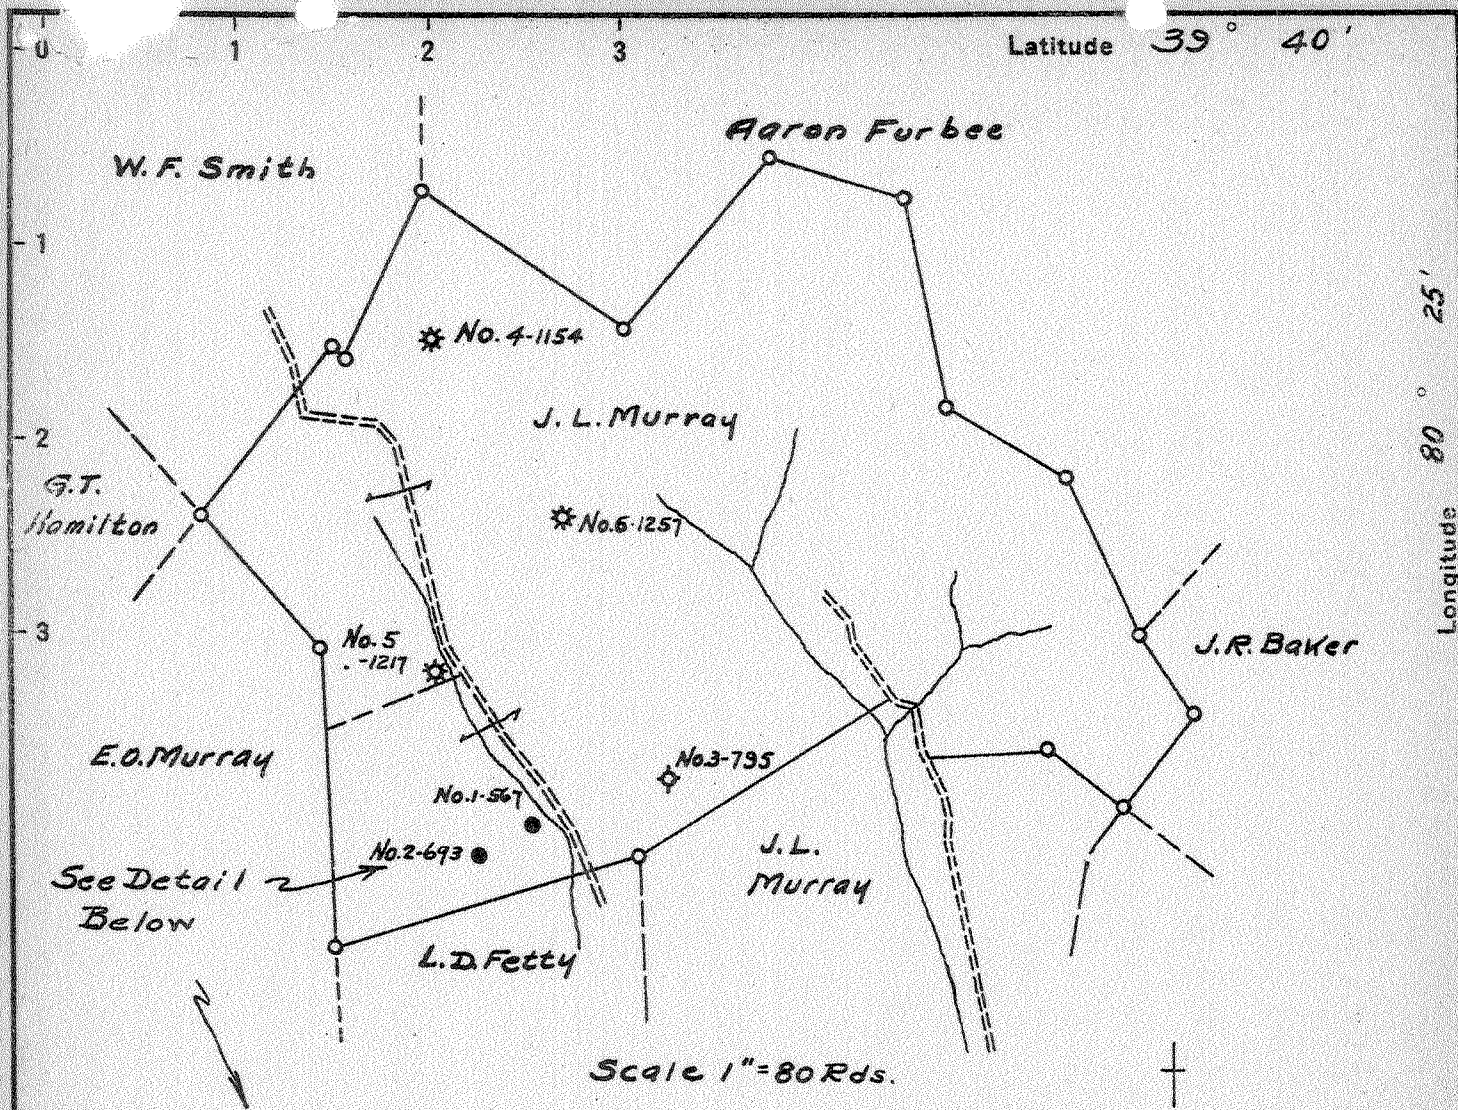 0 1 2 3 Latitude 39° 40'
W. F. Smith
Aaron Furbee
1
No. 4-1154
25'
J. L. Murray
2
80°
G.T.
Hamilton
No.6-1257
Longitude
3
No. 5
-1217
J.R. Baker
E.O. Murray
No.3-795
No.1-567
No.2-693
J.L.
Murray
See Detail
Below
L.D. Fetty
Scale 1"=80 Rds.